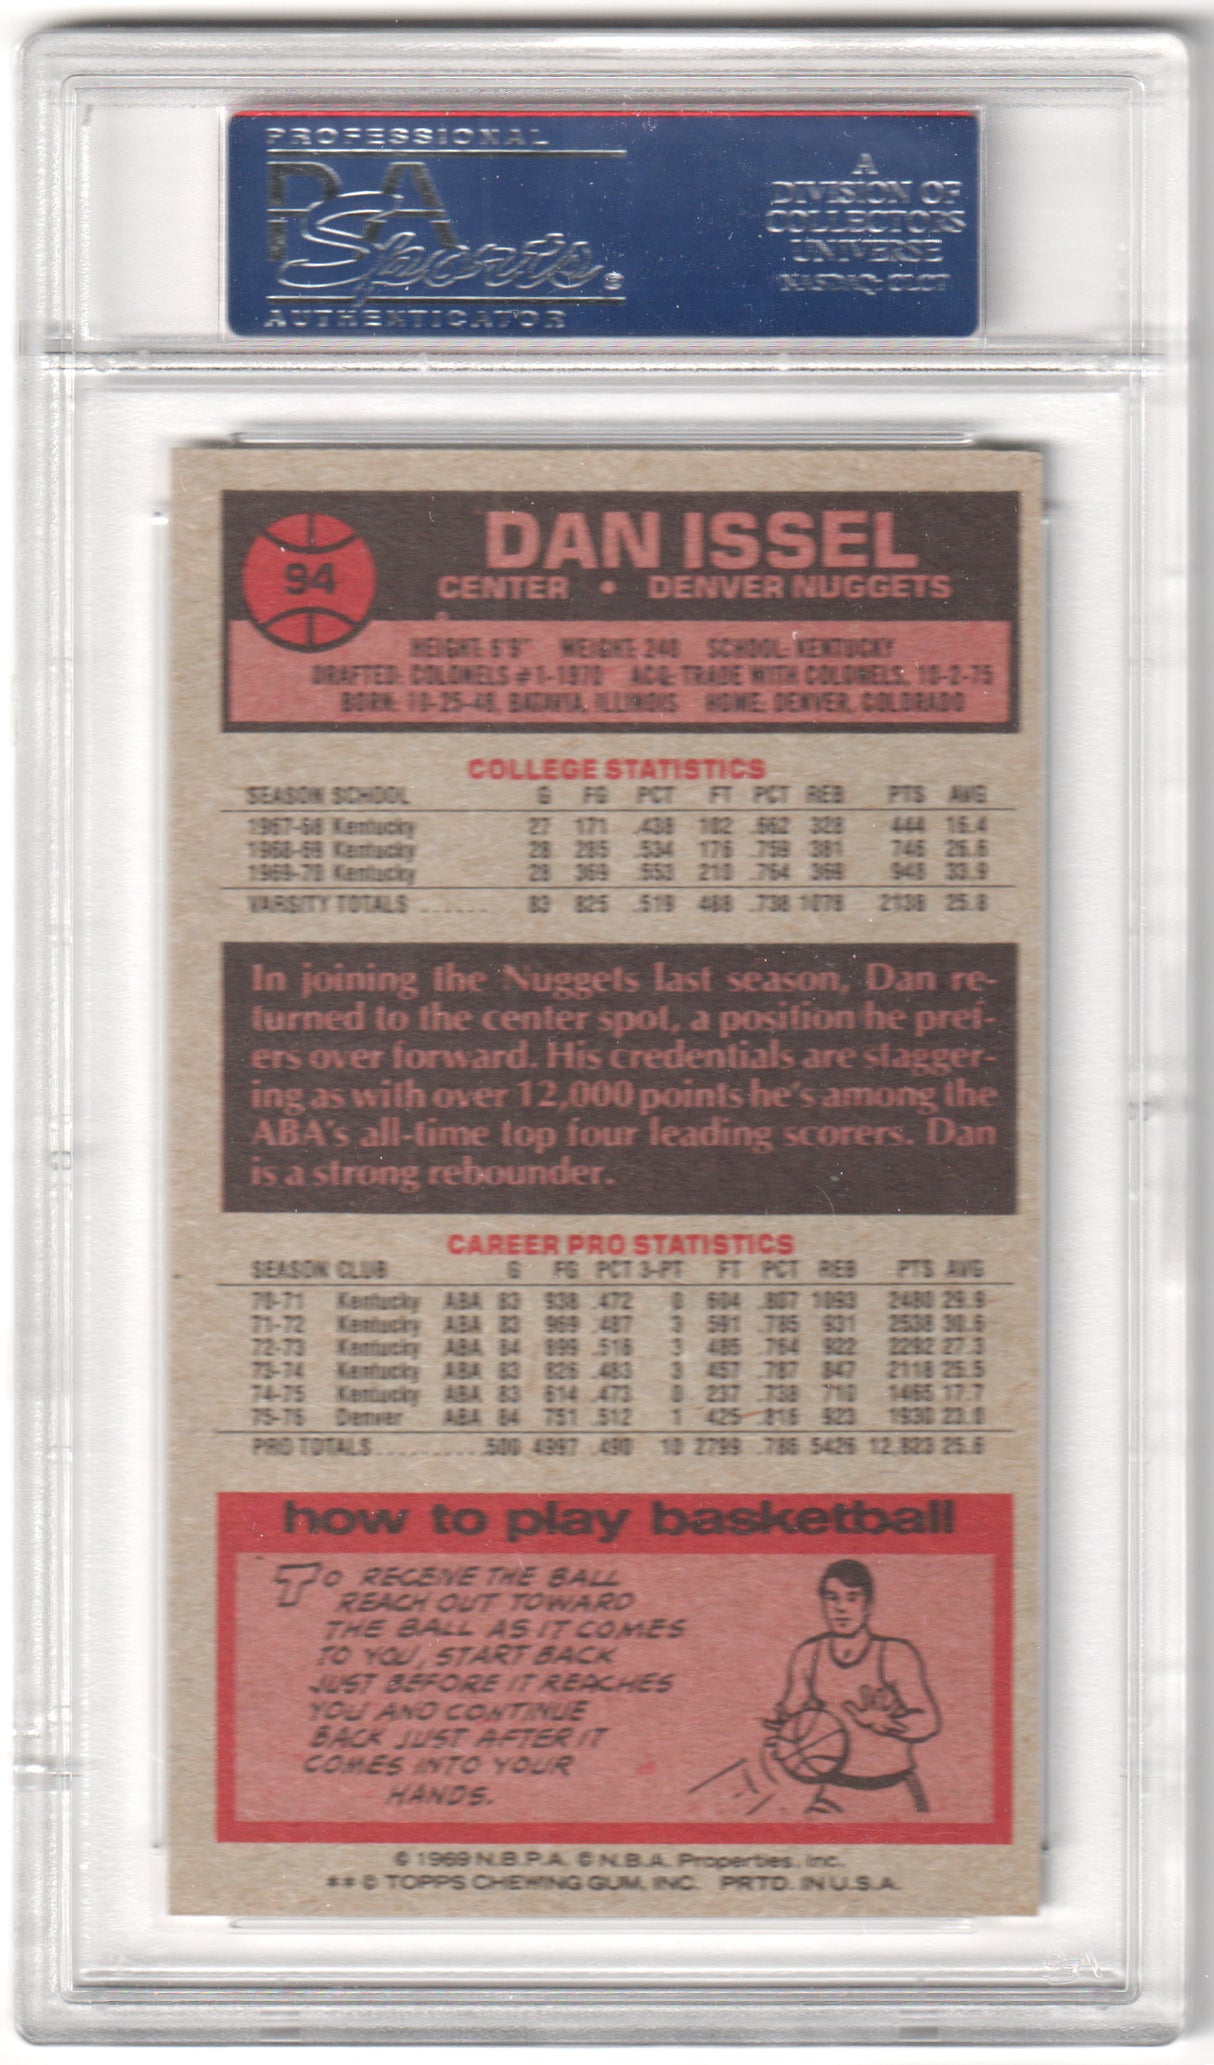 PROFESSIONAL
PSA
Sports
AUTHENTICATOR
A
DIVISION OF
COLLECTORS
UNIVERSE
NASDAQ: CLCT
94
DAN ISSEL
CENTER • DENVER NUGGETS
HEIGHT: 6'9" WEIGHT: 240 SCHOOL: KENTUCKY
DRAFTED: COLONELS #1-1970 ACQ: TRADE WITH COLONELS, 10-2-75
BORN: 10-25-48, BATAVIA, ILLINOIS HOME: DENVER, COLORADO
COLLEGE STATISTICS
SEASON SCHOOL G FG PCT FT PCT REB PTS AVG
1967-68 Kentucky 27 171 .438 102 .662 328 444 16.4
1968-69 Kentucky 28 285 .534 176 .759 381 746 26.6
1969-70 Kentucky 28 369 .553 210 .764 369 948 33.9
VARSITY TOTALS ...... 83 825 .519 488 .738 1078 2138 25.8
In joining the Nuggets last season, Dan re-
turned to the center spot, a position he pref-
ers over forward. His credentials are stagger-
ing as with over 12,000 points he's among the
ABA's all-time top four leading scorers. Dan
is a strong rebounder.
CAREER PRO STATISTICS
SEASON CLUB G FG PCT 3-PT FT PCT REB PTS AVG
70-71 Kentucky ABA 83 938 .472 0 604 .807 1093 2480 29.9
71-72 Kentucky ABA 83 969 .487 3 591 .785 931 2538 30.6
72-73 Kentucky ABA 84 899 .516 3 485 .764 922 2292 27.3
73-74 Kentucky ABA 83 826 .483 3 457 .787 847 2118 25.5
74-75 Kentucky ABA 83 614 .473 0 237 .738 710 1465 17.7
75-76 Denver ABA 84 751 .512 1 425 .816 923 1930 23.0
PRO TOTALS...........500 4997 .490 10 2799 .786 5426 12,823 25.6
how to play basketball
TO RECEIVE THE BALL
REACH OUT TOWARD
THE BALL AS IT COMES
TO YOU, START BACK
JUST BEFORE IT REACHES
YOU AND CONTINUE
BACK JUST AFTER IT
COMES INTO YOUR
HANDS.
© 1969 N.B.P.A. © N.B.A. Properties, Inc.
** © TOPPS CHEWING GUM, INC. PRTD. IN U.S.A.